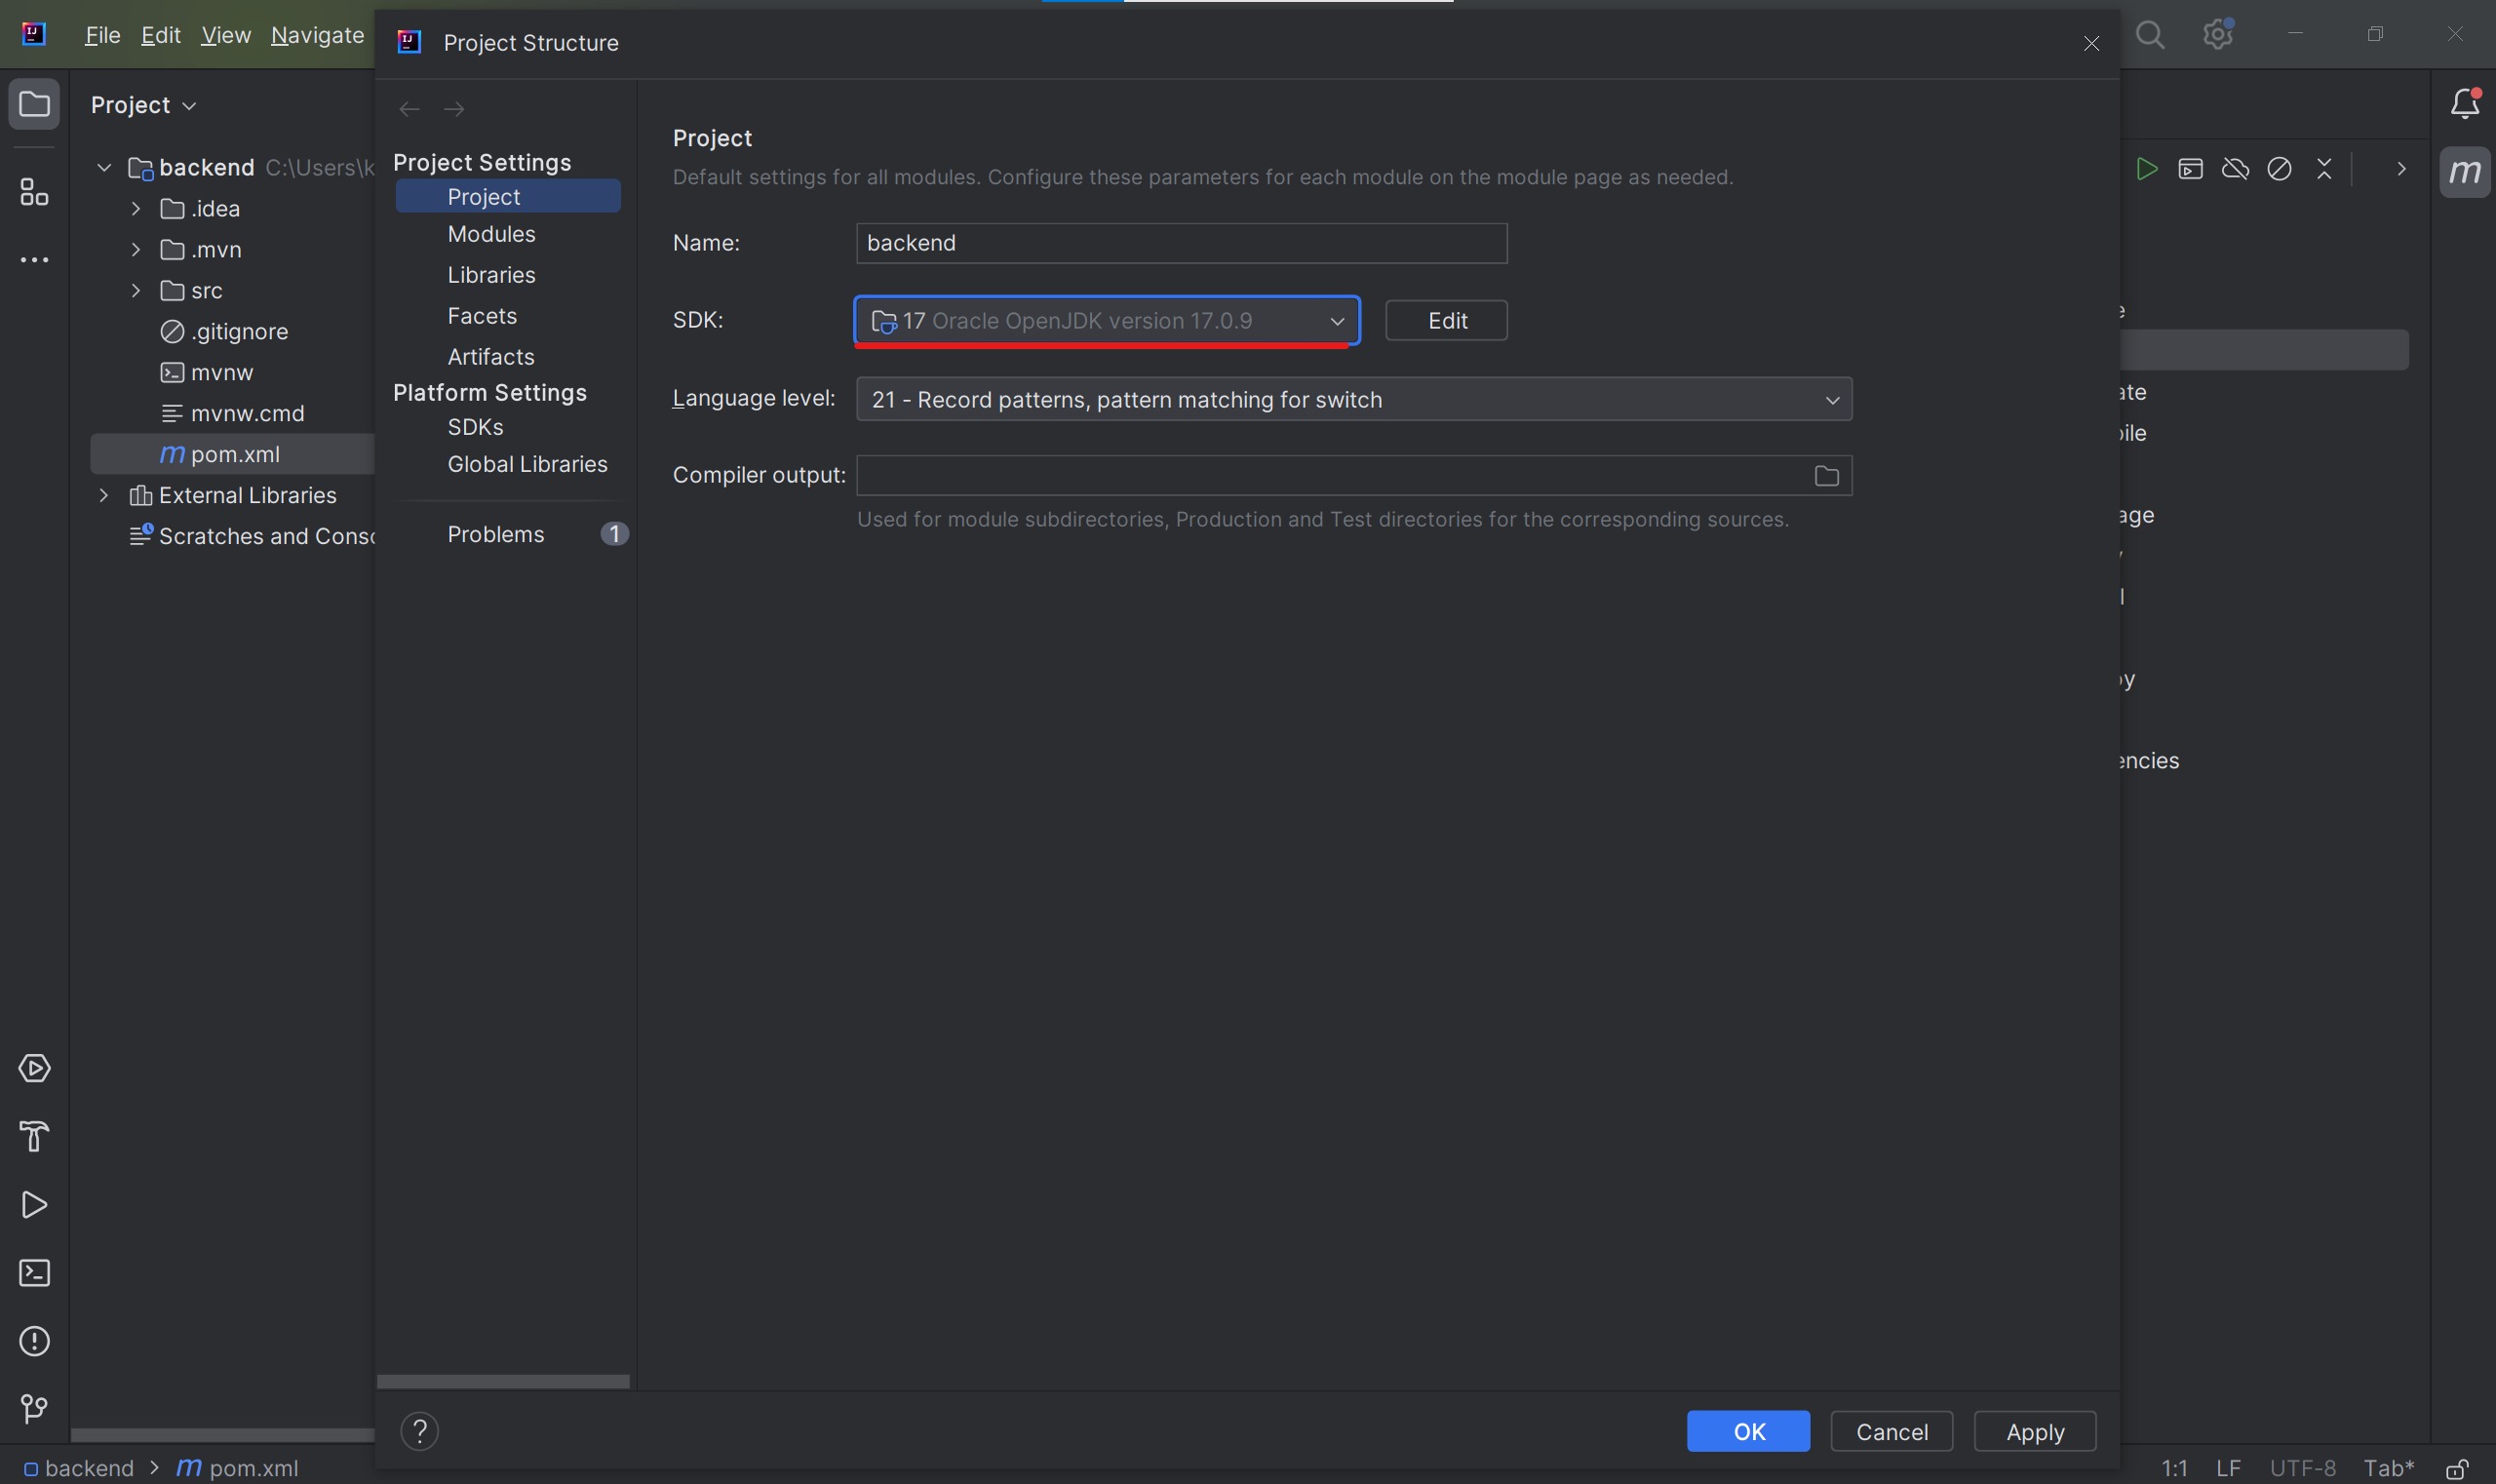 File Edit View Navigate
Project Structure
Project
backend C:\Users\k
.idea
.mvn
src
.gitignore
mvnw
mvnw.cmd
m pom.xml
External Libraries
Scratches and Conso
Project Settings
Project
Modules
Libraries
Facets
Artifacts
Platform Settings
SDKs
Global Libraries
Problems 1
Project
Default settings for all modules. Configure these parameters for each module on the module page as needed.
Name: backend
SDK: 17 Oracle OpenJDK version 17.0.9 Edit
Language level: 21 - Record patterns, pattern matching for switch
Compiler output:
Used for module subdirectories, Production and Test directories for the corresponding sources.
m
ate
pile
age
oy
encies
? OK Cancel Apply
backend > m pom.xml
1:1 LF UTF-8 Tab*